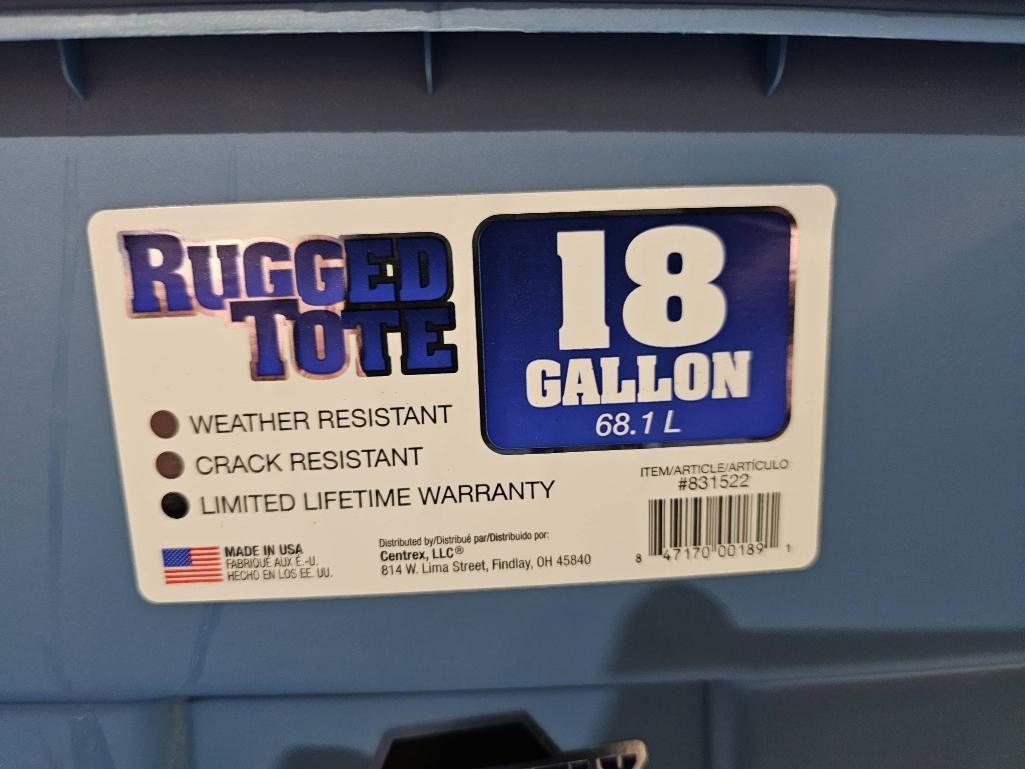 RUGGED
TOTE
18
GALLON
68.1 L
WEATHER RESISTANT
CRACK RESISTANT
LIMITED LIFETIME WARRANTY
ITEM/ARTICLE/ARTÍCULO
#831522
MADE IN USA
FABRIQUÉ AUX É.-U.
HECHO EN LOS EE. UU.
Distributed by/Distribué par/Distribuido por:
Centrex, LLC®
814 W. Lima Street, Findlay, OH 45840
8 47170 00189 1